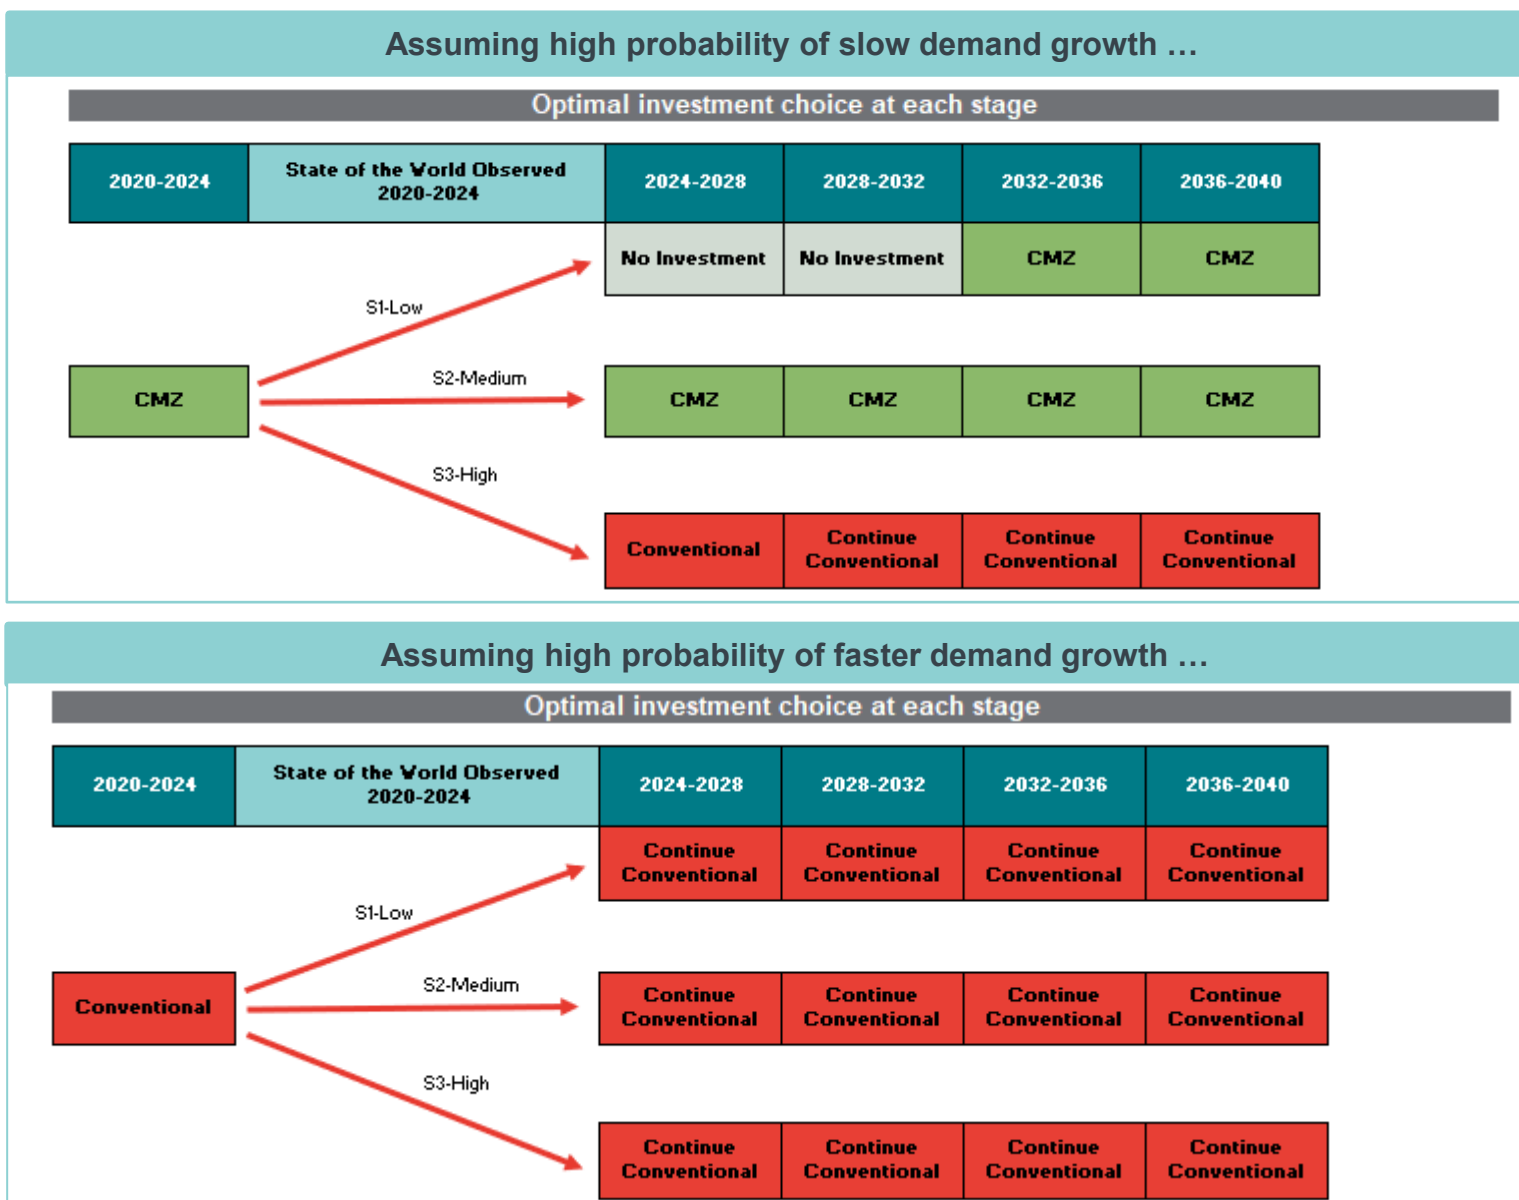 Assuming high probability of slow demand growth …
Optimal investment choice at each stage
2020-2024
State of the World Observed
2020-2024
2024-2028
2028-2032
2032-2036
2036-2040
No Investment
No Investment
CMZ
CMZ
S1-Low
CMZ
S2-Medium
CMZ
CMZ
CMZ
CMZ
S3-High
Conventional
Continue
Conventional
Continue
Conventional
Continue
Conventional
Assuming high probability of faster demand growth …
Optimal investment choice at each stage
2020-2024
State of the World Observed
2020-2024
2024-2028
2028-2032
2032-2036
2036-2040
Continue
Conventional
Continue
Conventional
Continue
Conventional
Continue
Conventional
S1-Low
Conventional
S2-Medium
Continue
Conventional
Continue
Conventional
Continue
Conventional
Continue
Conventional
S3-High
Continue
Conventional
Continue
Conventional
Continue
Conventional
Continue
Conventional